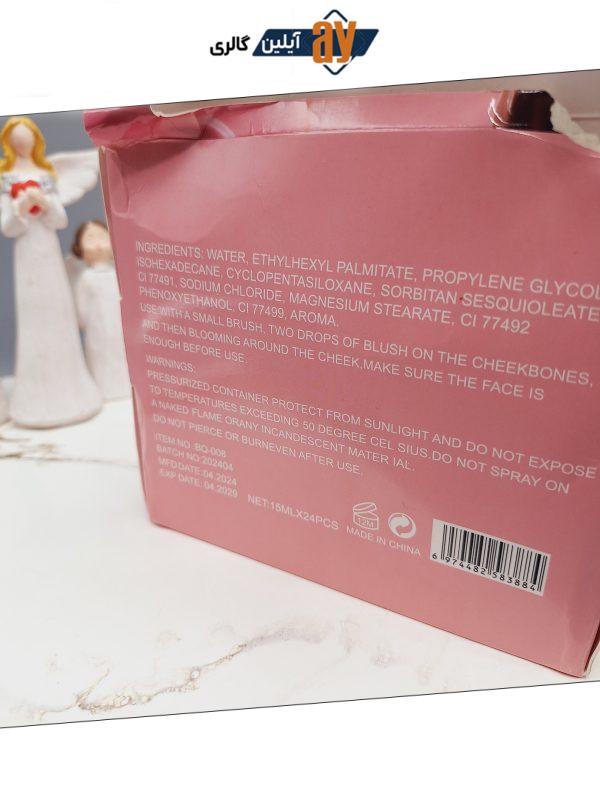 آیلین گالری ay
INGREDIENTS: WATER, ETHYLHEXYL PALMITATE, PROPYLENE GLYCOL
ISOHEXADECANE, CYCLOPENTASILOXANE, SORBITAN SESQUIOLEATE
CI 77491, SODIUM CHLORIDE, MAGNESIUM STEARATE, CI 77492
PHENOXYETHANOL, CI 77499, AROMA.
USE:WITH A SMALL BRUSH, TWO DROPS OF BLUSH ON THE CHEEKBONES,
AND THEN BLOOMING AROUND THE CHEEK,MAKE SURE THE FACE IS
ENOUGH BEFORE USE.
WARNINGS:
PRESSURIZED CONTAINER PROTECT FROM SUNLIGHT AND DO NOT EXPOSE
TO TEMPERATURES EXCEEDING 50 DEGREE CEL SIUS.DO NOT SPRAY ON
A NAKED FLAME ORANY INCANDESCENT MATER IAL.
DO NOT PIERCE OR BURNEVEN AFTER USE.
ITEM NO :BQ-008
BATCH NO:202404
MFD.DATE:04.2024
EXP DATE: 04.2029
NET:15MLX24PCS
12M
MADE IN CHINA
6 974482 583884